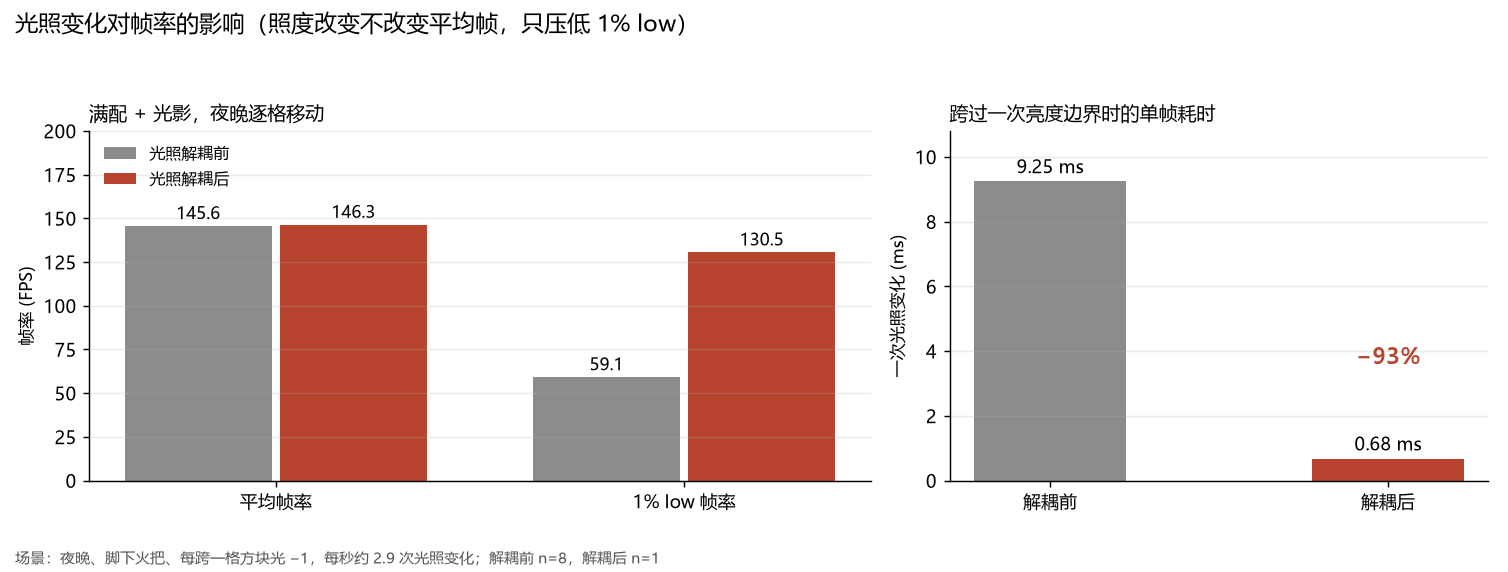 光照变化对帧率的影响（照度改变不改变平均帧，只压低 1% low）
满配 + 光影，夜晚逐格移动
200
175
150
125
100
75
50
25
0
帧率 (FPS)
光照解耦前
光照解耦后
145.6
146.3
59.1
130.5
平均帧率
1% low 帧率
跨过一次亮度边界时的单帧耗时
10
8
6
4
2
0
一次光照变化 (ms)
9.25 ms
−93%
0.68 ms
解耦前
解耦后
场景：夜晚、脚下火把、每跨一格方块光 −1，每秒约 2.9 次光照变化；解耦前 n=8，解耦后 n=1